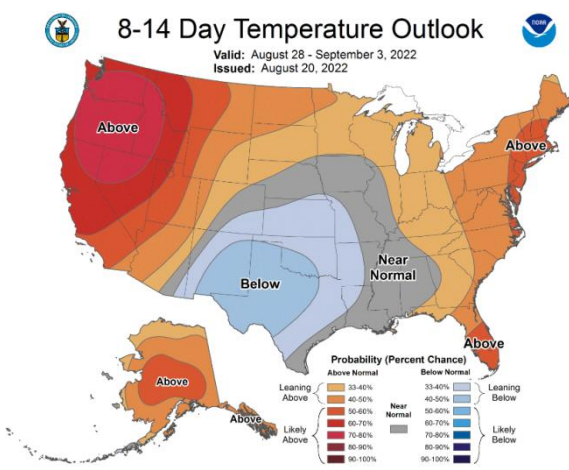 8-14 Day Temperature Outlook
Valid: August 28 - September 3, 2022
Issued: August 20, 2022
NOAA
Above
Above
Near
Normal
Below
Above
Above
Above
Probability (Percent Chance)
Above Normal
Below Normal
Leaning
Above
33-40%
40-50%
50-60%
60-70%
70-80%
80-90%
90-100%
Likely
Above
Near
Normal
33-40%
40-50%
50-60%
60-70%
70-80%
80-90%
90-100%
Leaning
Below
Likely
Below